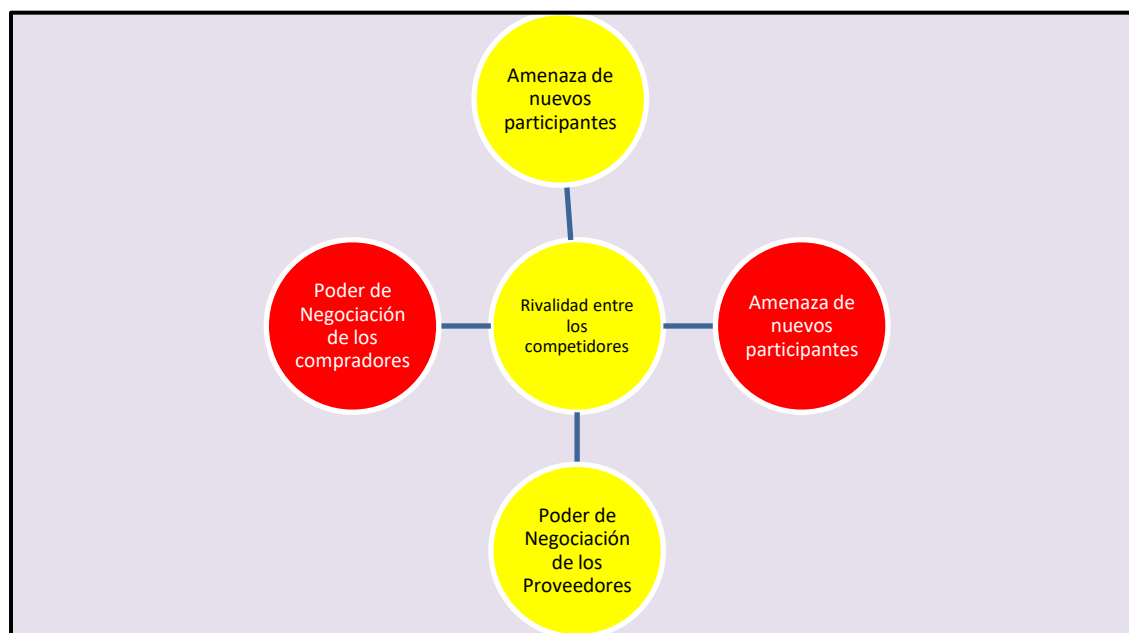 Amenaza de
nuevos
participantes
Poder de
Negociación
de los
compradores
Rivalidad entre
los
competidores
Amenaza de
nuevos
participantes
Poder de
Negociación
de los
Proveedores